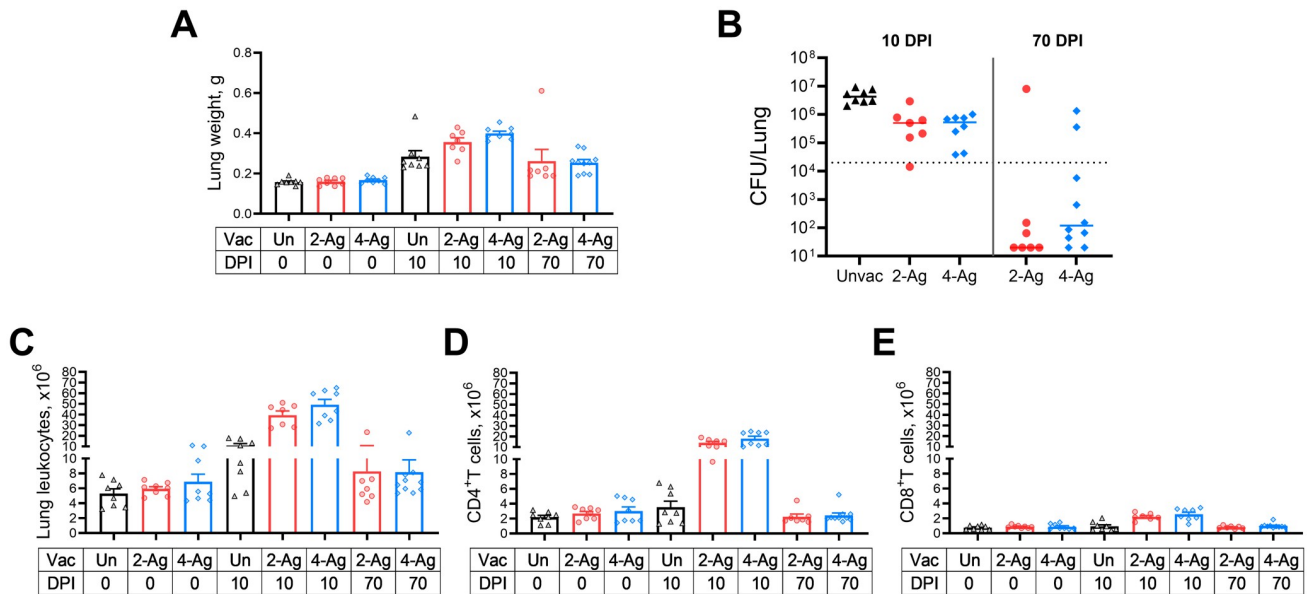 A
Lung weight, g
0.8
0.6
0.4
0.2
0.0
Vac Un 2-Ag 4-Ag Un 2-Ag 4-Ag 2-Ag 4-Ag
DPI 0 0 0 10 10 10 70 70
B
10 DPI 70 DPI
CFU/Lung
10⁸
10⁷
10⁶
10⁵
10⁴
10³
10²
10¹
Unvac 2-Ag 4-Ag 2-Ag 4-Ag
C
Lung leukocytes, x10⁶
80
70
60
50
40
30
20
10
10
8
6
4
2
0
Vac Un 2-Ag 4-Ag Un 2-Ag 4-Ag 2-Ag 4-Ag
DPI 0 0 0 10 10 10 70 70
D
CD4⁺T cells, x10⁶
80
70
60
50
40
30
20
10
10
8
6
4
2
0
Vac Un 2-Ag 4-Ag Un 2-Ag 4-Ag 2-Ag 4-Ag
DPI 0 0 0 10 10 10 70 70
E
CD8⁺T cells, x10⁶
80
70
60
50
40
30
20
10
10
8
6
4
2
0
Vac Un 2-Ag 4-Ag Un 2-Ag 4-Ag 2-Ag 4-Ag
DPI 0 0 0 10 10 10 70 70